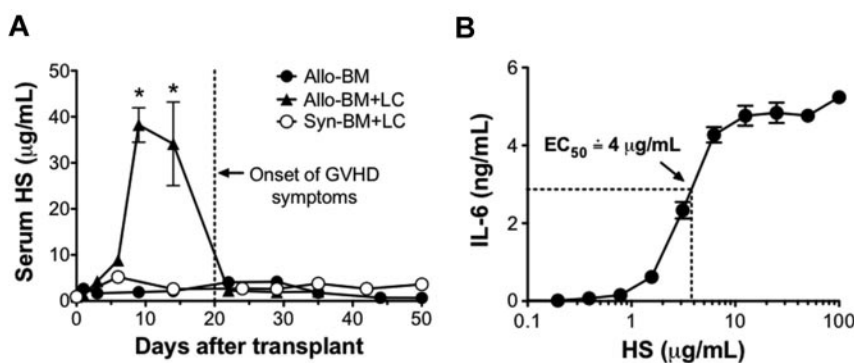 A
Serum HS (μg/mL)
50
40
30
20
10
0
*
*
Allo-BM
Allo-BM+LC
Syn-BM+LC
Onset of GVHD
symptoms
0
10
20
30
40
50
Days after transplant
B
IL-6 (ng/mL)
6
4
2
0
EC50 ≐ 4 μg/mL
0.1
1
10
100
HS (μg/mL)